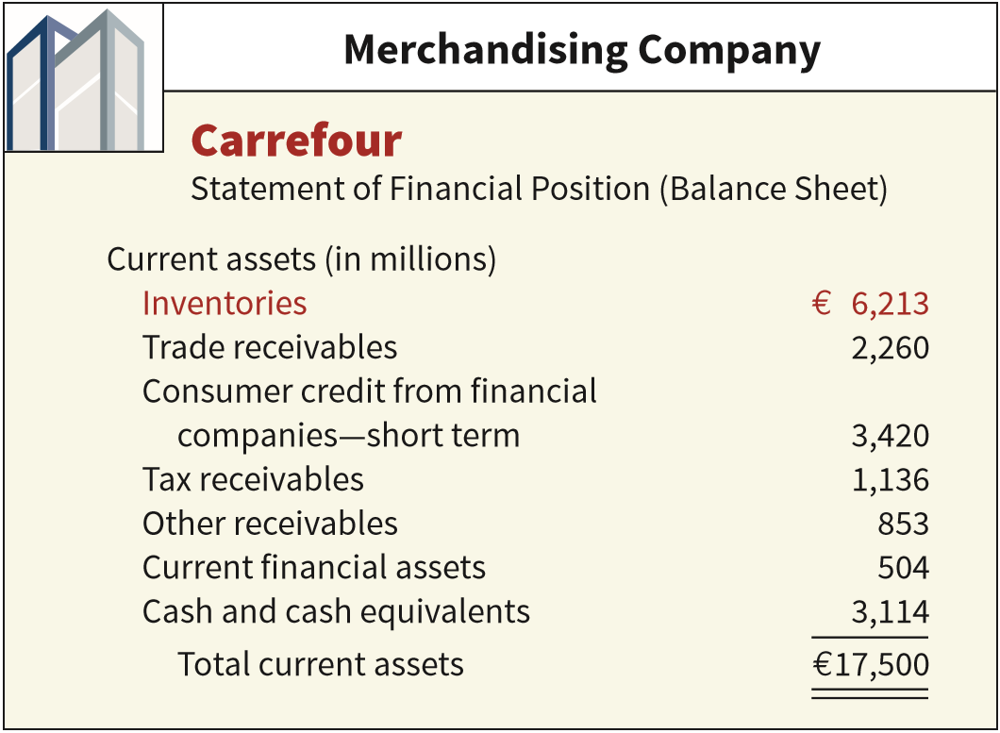 Merchandising Company
Carrefour
Statement of Financial Position (Balance Sheet)
Current assets (in millions)
Inventories € 6,213
Trade receivables 2,260
Consumer credit from financial
companies—short term 3,420
Tax receivables 1,136
Other receivables 853
Current financial assets 504
Cash and cash equivalents 3,114
Total current assets €17,500